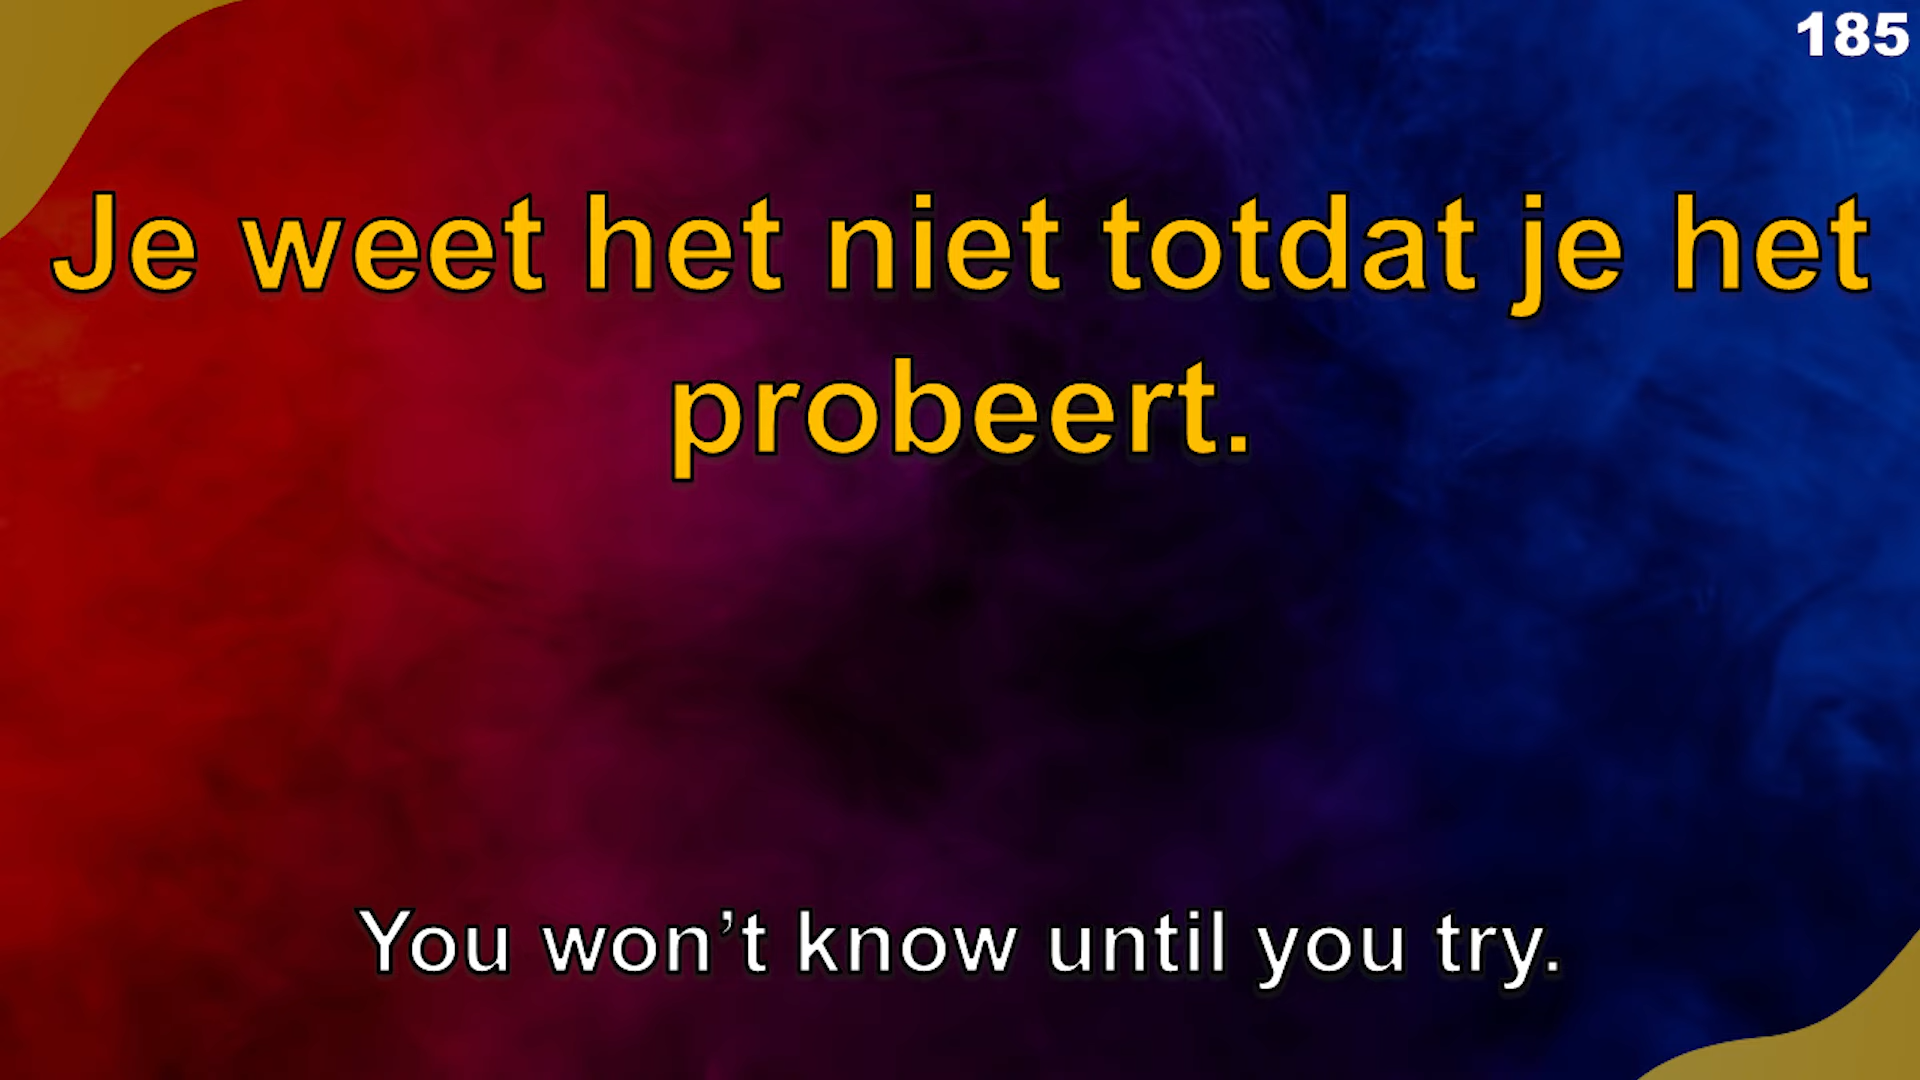 185
Je weet het niet totdat je het
probeert.
You won’t know until you try.